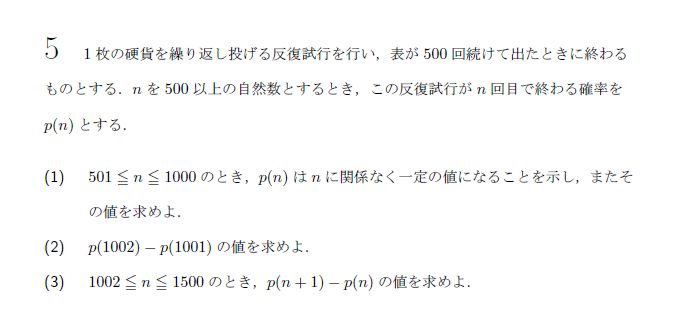 5 1 枚の硬貨を繰り返し投げる反復試行を行い，表が 500 回続けて出たときに終わる
ものとする．n を 500 以上の自然数とするとき，この反復試行が n 回目で終わる確率を
p(n) とする．
(1) 501 ≦ n ≦ 1000 のとき，p(n) は n に関係なく一定の値になることを示し，またそ
の値を求めよ．
(2) p(1002) − p(1001) の値を求めよ．
(3) 1002 ≦ n ≦ 1500 のとき，p(n + 1) − p(n) の値を求めよ．